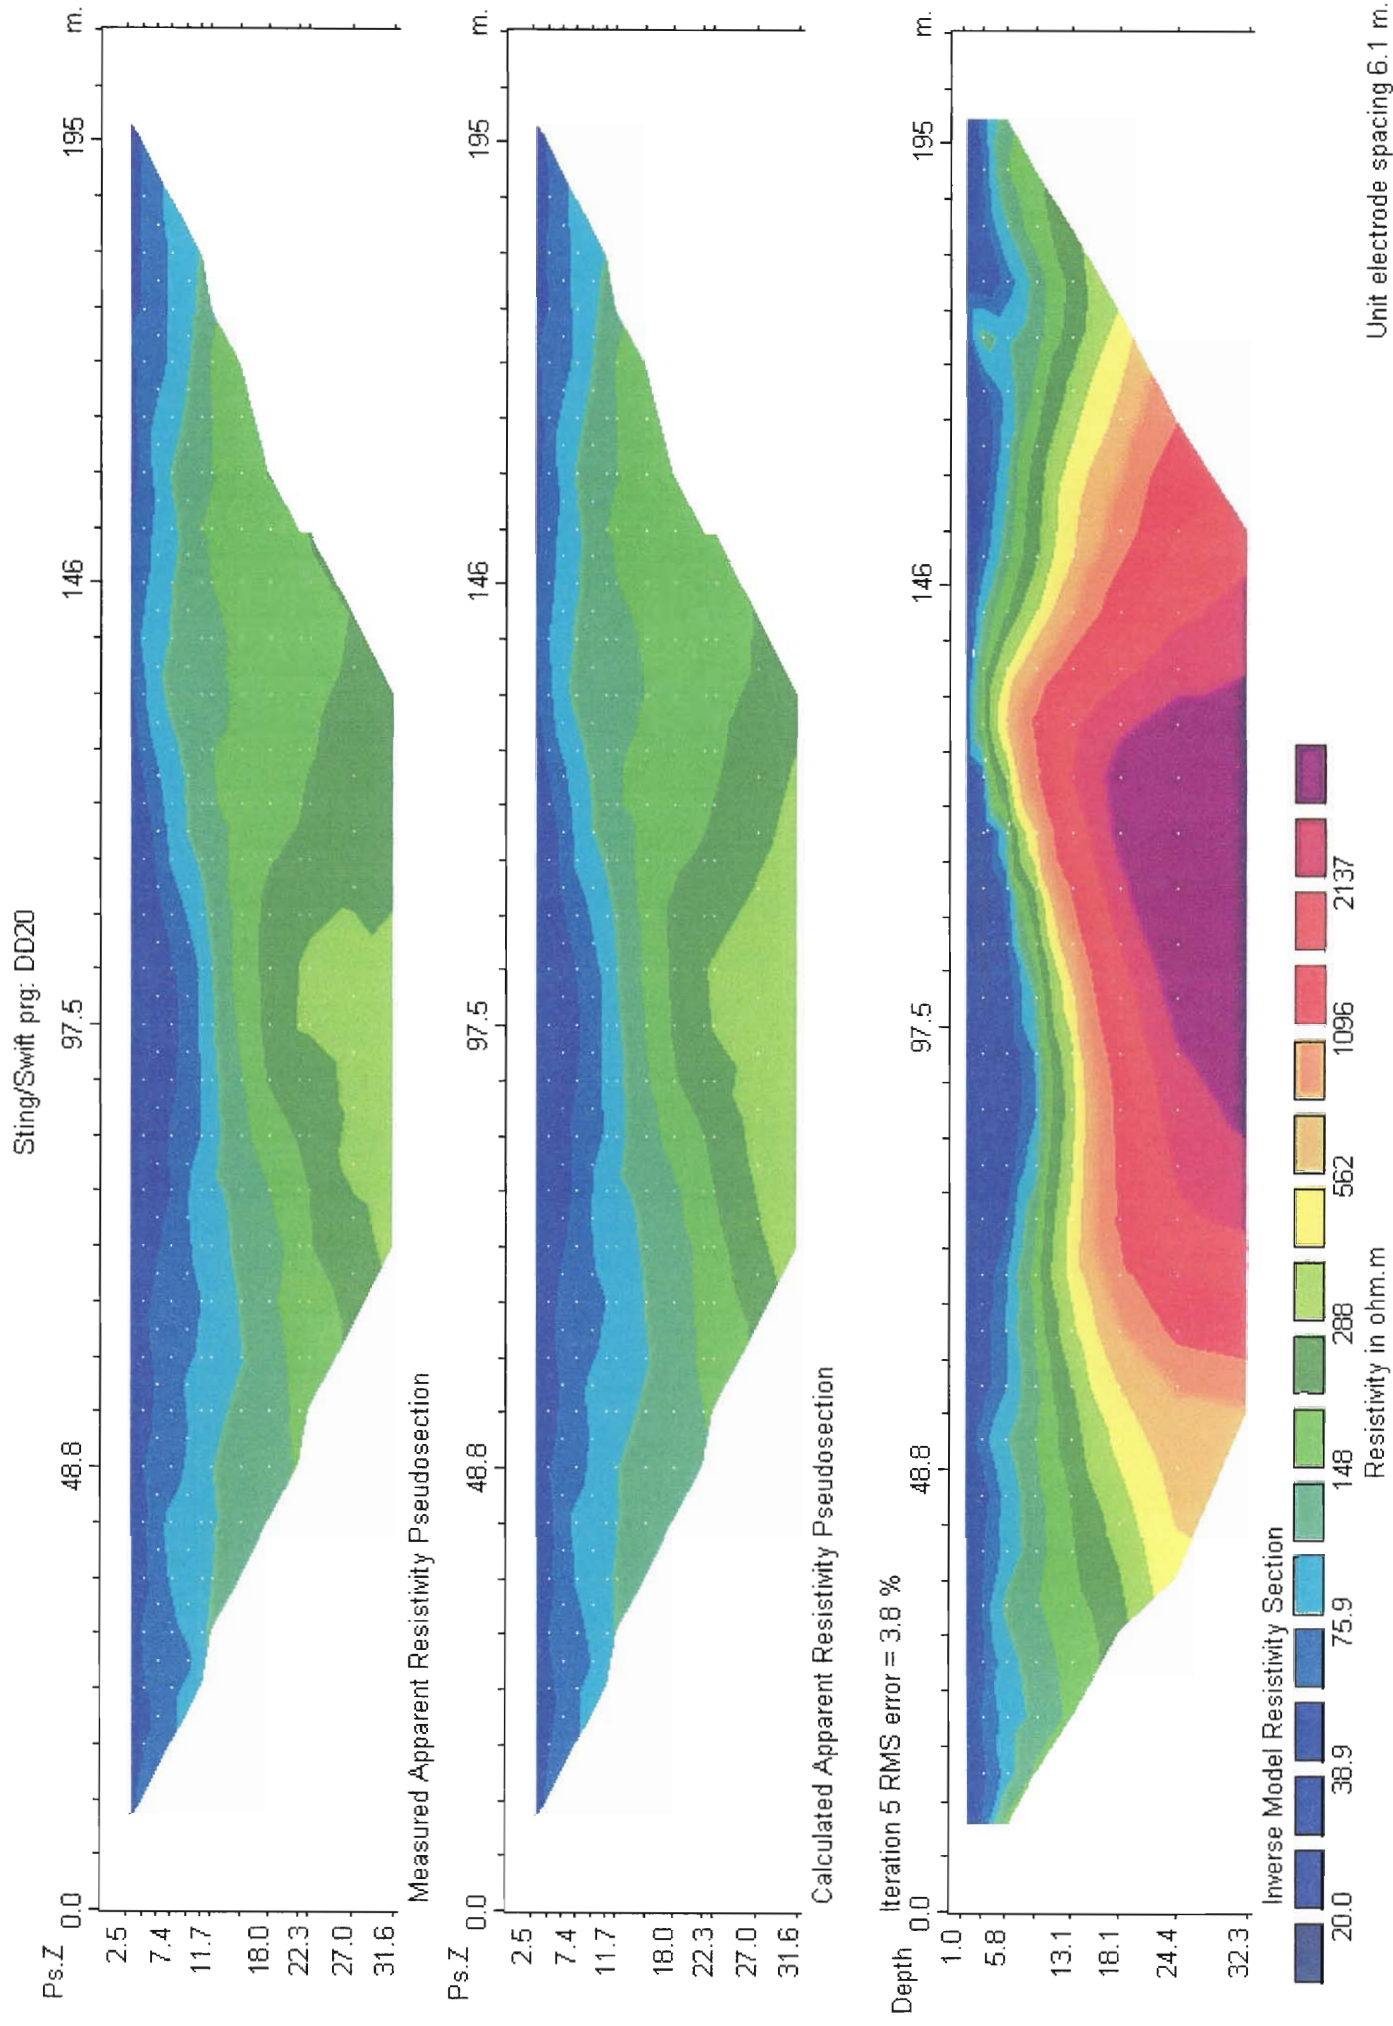 Sting/Swift prg: DD20
Ps.Z 0.0 48.8 97.5 146 195 m.
2.5
7.4
11.7
18.0
22.3
27.0
31.6
Measured Apparent Resistivity Pseudosection
Ps.Z 0.0 48.8 97.5 146 195 m.
2.5
7.4
11.7
18.0
22.3
27.0
31.6
Calculated Apparent Resistivity Pseudosection
Depth Iteration 5 RMS error = 3.8 %
0.0 48.8 97.5 146 195 m.
1.0
5.8
13.1
18.1
24.4
32.3
Inverse Model Resistivity Section
20.0 38.9 75.9 148 288 562 1096 2137
Resistivity in ohm.m
Unit electrode spacing 6.1 m.